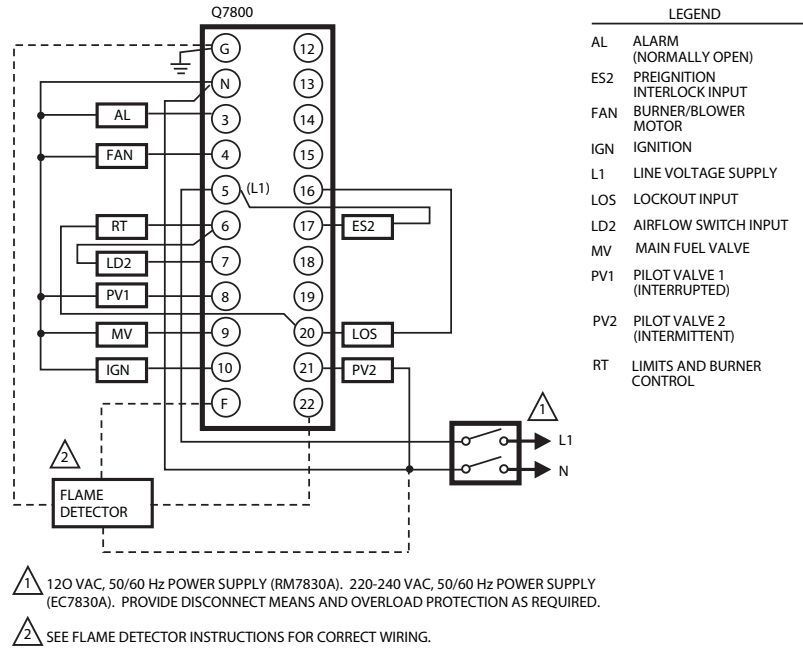 Q7800
G
12
N
13
AL
3
14
FAN
4
15
5
(L1)
16
RT
6
17
ES2
LD2
7
18
PV1
8
19
MV
9
20
LOS
IGN
10
21
PV2
F
22
1
L1
N
2
FLAME
DETECTOR
LEGEND
AL ALARM
(NORMALLY OPEN)
ES2 PREIGNITION
INTERLOCK INPUT
FAN BURNER/BLOWER
MOTOR
IGN IGNITION
L1 LINE VOLTAGE SUPPLY
LOS LOCKOUT INPUT
LD2 AIRFLOW SWITCH INPUT
MV MAIN FUEL VALVE
PV1 PILOT VALVE 1
(INTERRUPTED)
PV2 PILOT VALVE 2
(INTERMITTENT)
RT LIMITS AND BURNER
CONTROL
1 12O VAC, 50/60 Hz POWER SUPPLY (RM7830A). 220-240 VAC, 50/60 Hz POWER SUPPLY
(EC7830A). PROVIDE DISCONNECT MEANS AND OVERLOAD PROTECTION AS REQUIRED.
2 SEE FLAME DETECTOR INSTRUCTIONS FOR CORRECT WIRING.